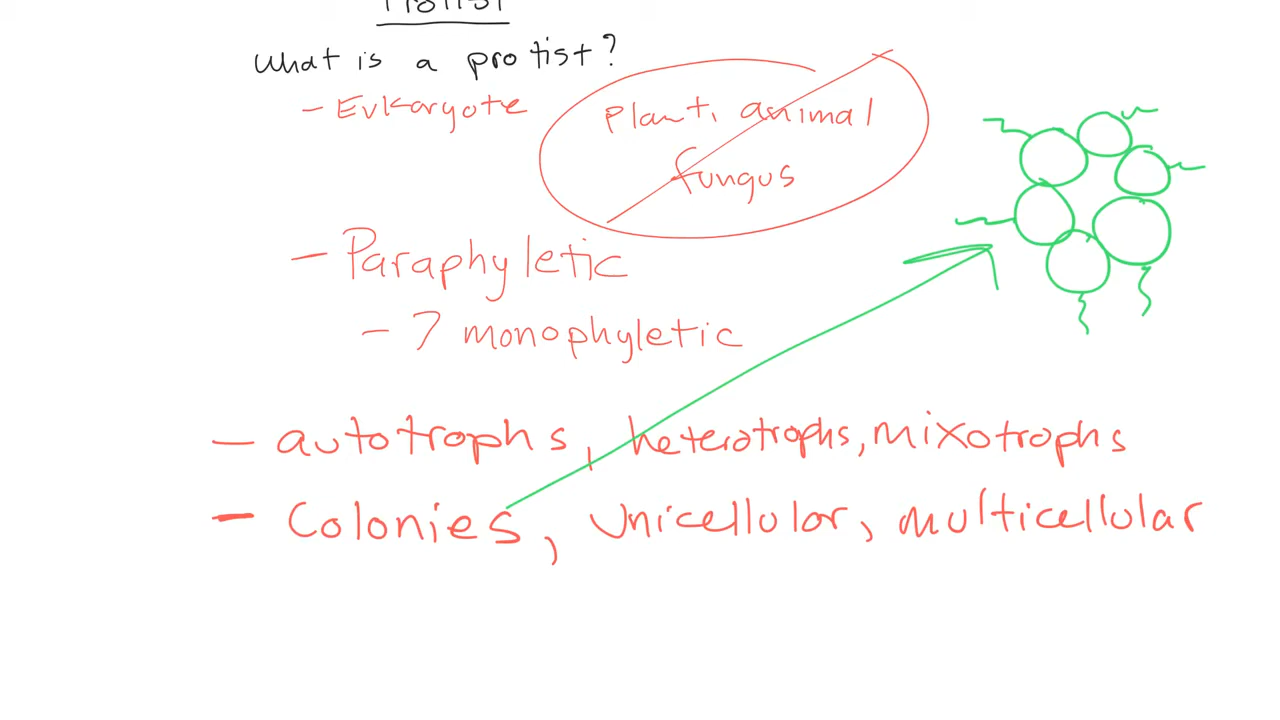 What is a protist?
- Eukaryote
Plant, animal
fungus
- Paraphyletic
- 7 monophyletic
- autotrophs, heterotrophs, mixotrophs
- Colonies, Unicellular, multicellular